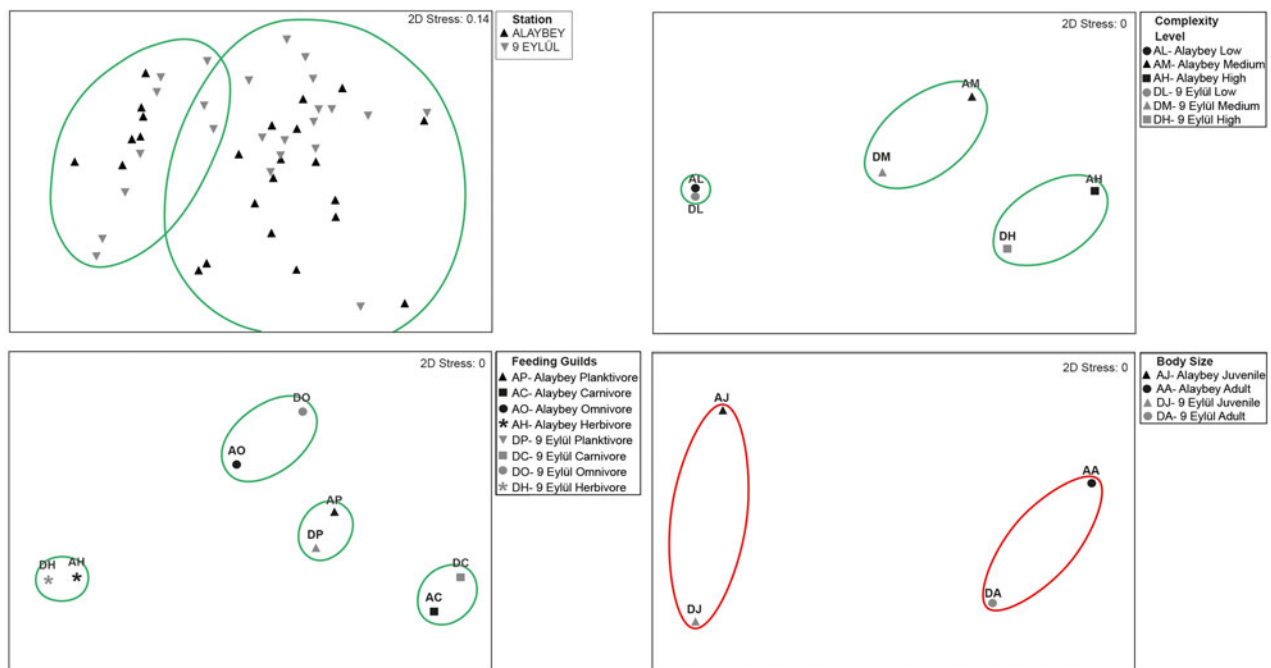 2D Stress: 0.14
Station
ALAYBEY
9 EYLÜL
2D Stress: 0
Complexity
Level
AL- Alaybey Low
AM- Alaybey Medium
AH- Alaybey High
DL- 9 Eylül Low
DM- 9 Eylül Medium
DH- 9 Eylül High
AM
DM
AL
DL
AH
DH
2D Stress: 0
Feeding Guilds
AP- Alaybey Planktivore
AC- Alaybey Carnivore
AO- Alaybey Omnivore
AH- Alaybey Herbivore
DP- 9 Eylül Planktivore
DC- 9 Eylül Carnivore
DO- 9 Eylül Omnivore
DH- 9 Eylül Herbivore
DO
AO
AP
DP
DH AH
DC
AC
2D Stress: 0
Body Size
AJ- Alaybey Juvenile
AA- Alaybey Adult
DJ- 9 Eylül Juvenile
DA- 9 Eylül Adult
AJ
AA
DJ
DA